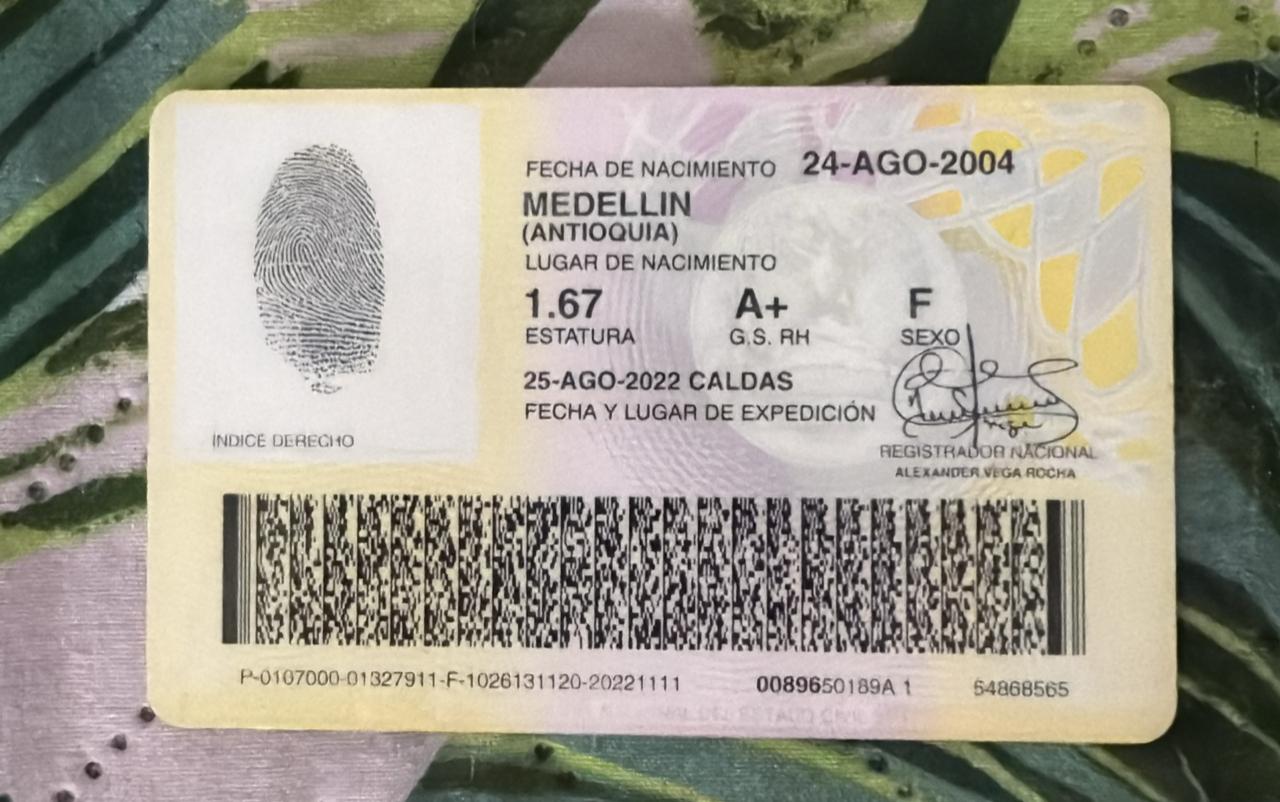 FECHA DE NACIMIENTO 24-AGO-2004
MEDELLIN
(ANTIOQUIA)
LUGAR DE NACIMIENTO
1.67 A+ F
ESTATURA G.S. RH SEXO
25-AGO-2022 CALDAS
FECHA Y LUGAR DE EXPEDICIÓN
INDICE DERECHO
REGISTRADOR NACIONAL
ALEXANDER VEGA ROCHA
P-0107000-01327911-F-1026131120-20221111 0089650189A 1 54868565